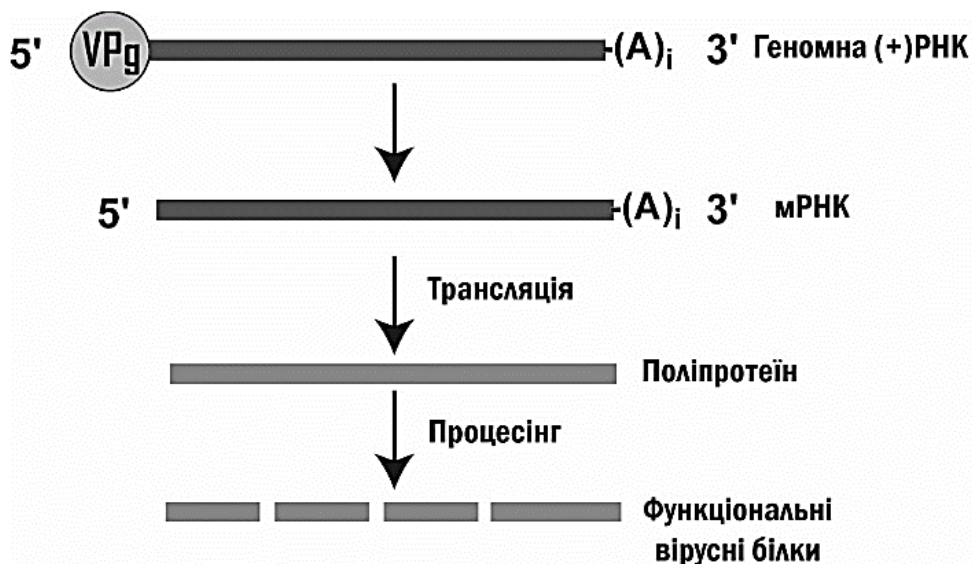 5' VPg -(A)i 3' Геномна (+)РНК
5' -(A)i 3' мРНК
Трансляція
Поліпротеїн
Процесінг
Функціональні
вірусні білки